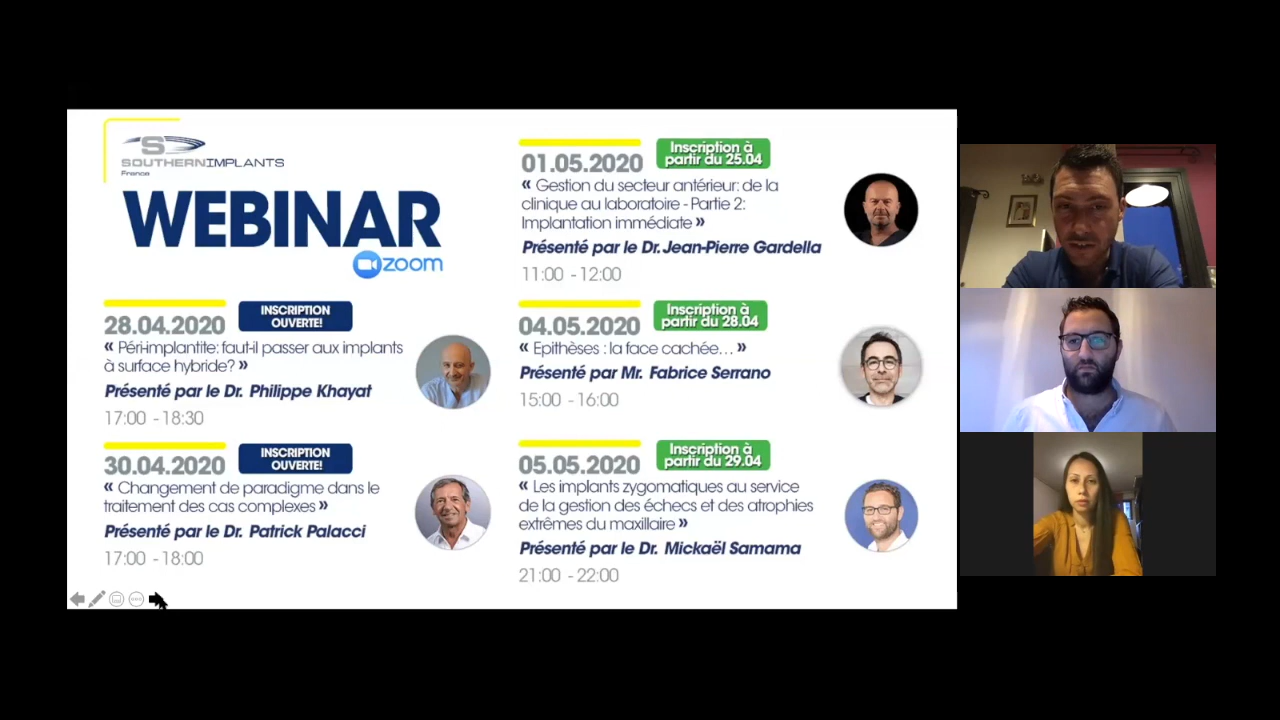 SOUTHERNIMPLANTS
France
WEBINAR
zoom
28.04.2020
INSCRIPTION
OUVERTE!
« Péri-implantite: faut-il passer aux implants
à surface hybride? »
Présenté par le Dr. Philippe Khayat
17:00 - 18:30
30.04.2020
INSCRIPTION
OUVERTE!
« Changement de paradigme dans le
traitement des cas complexes »
Présenté par le Dr. Patrick Palacci
17:00 - 18:00
01.05.2020
Inscription à
partir du 25.04
« Gestion du secteur antérieur: de la
clinique au laboratoire - Partie 2:
Implantation immédiate »
Présenté par le Dr. Jean-Pierre Gardella
11:00 - 12:00
04.05.2020
Inscription à
partir du 28.04
« Epithèses : la face cachée... »
Présenté par Mr. Fabrice Serrano
15:00 - 16:00
05.05.2020
Inscription à
partir du 29.04
« Les implants zygomatiques au service
de la gestion des échecs et des atrophies
extrêmes du maxillaire »
Présenté par le Dr. Mickaël Samama
21:00 - 22:00